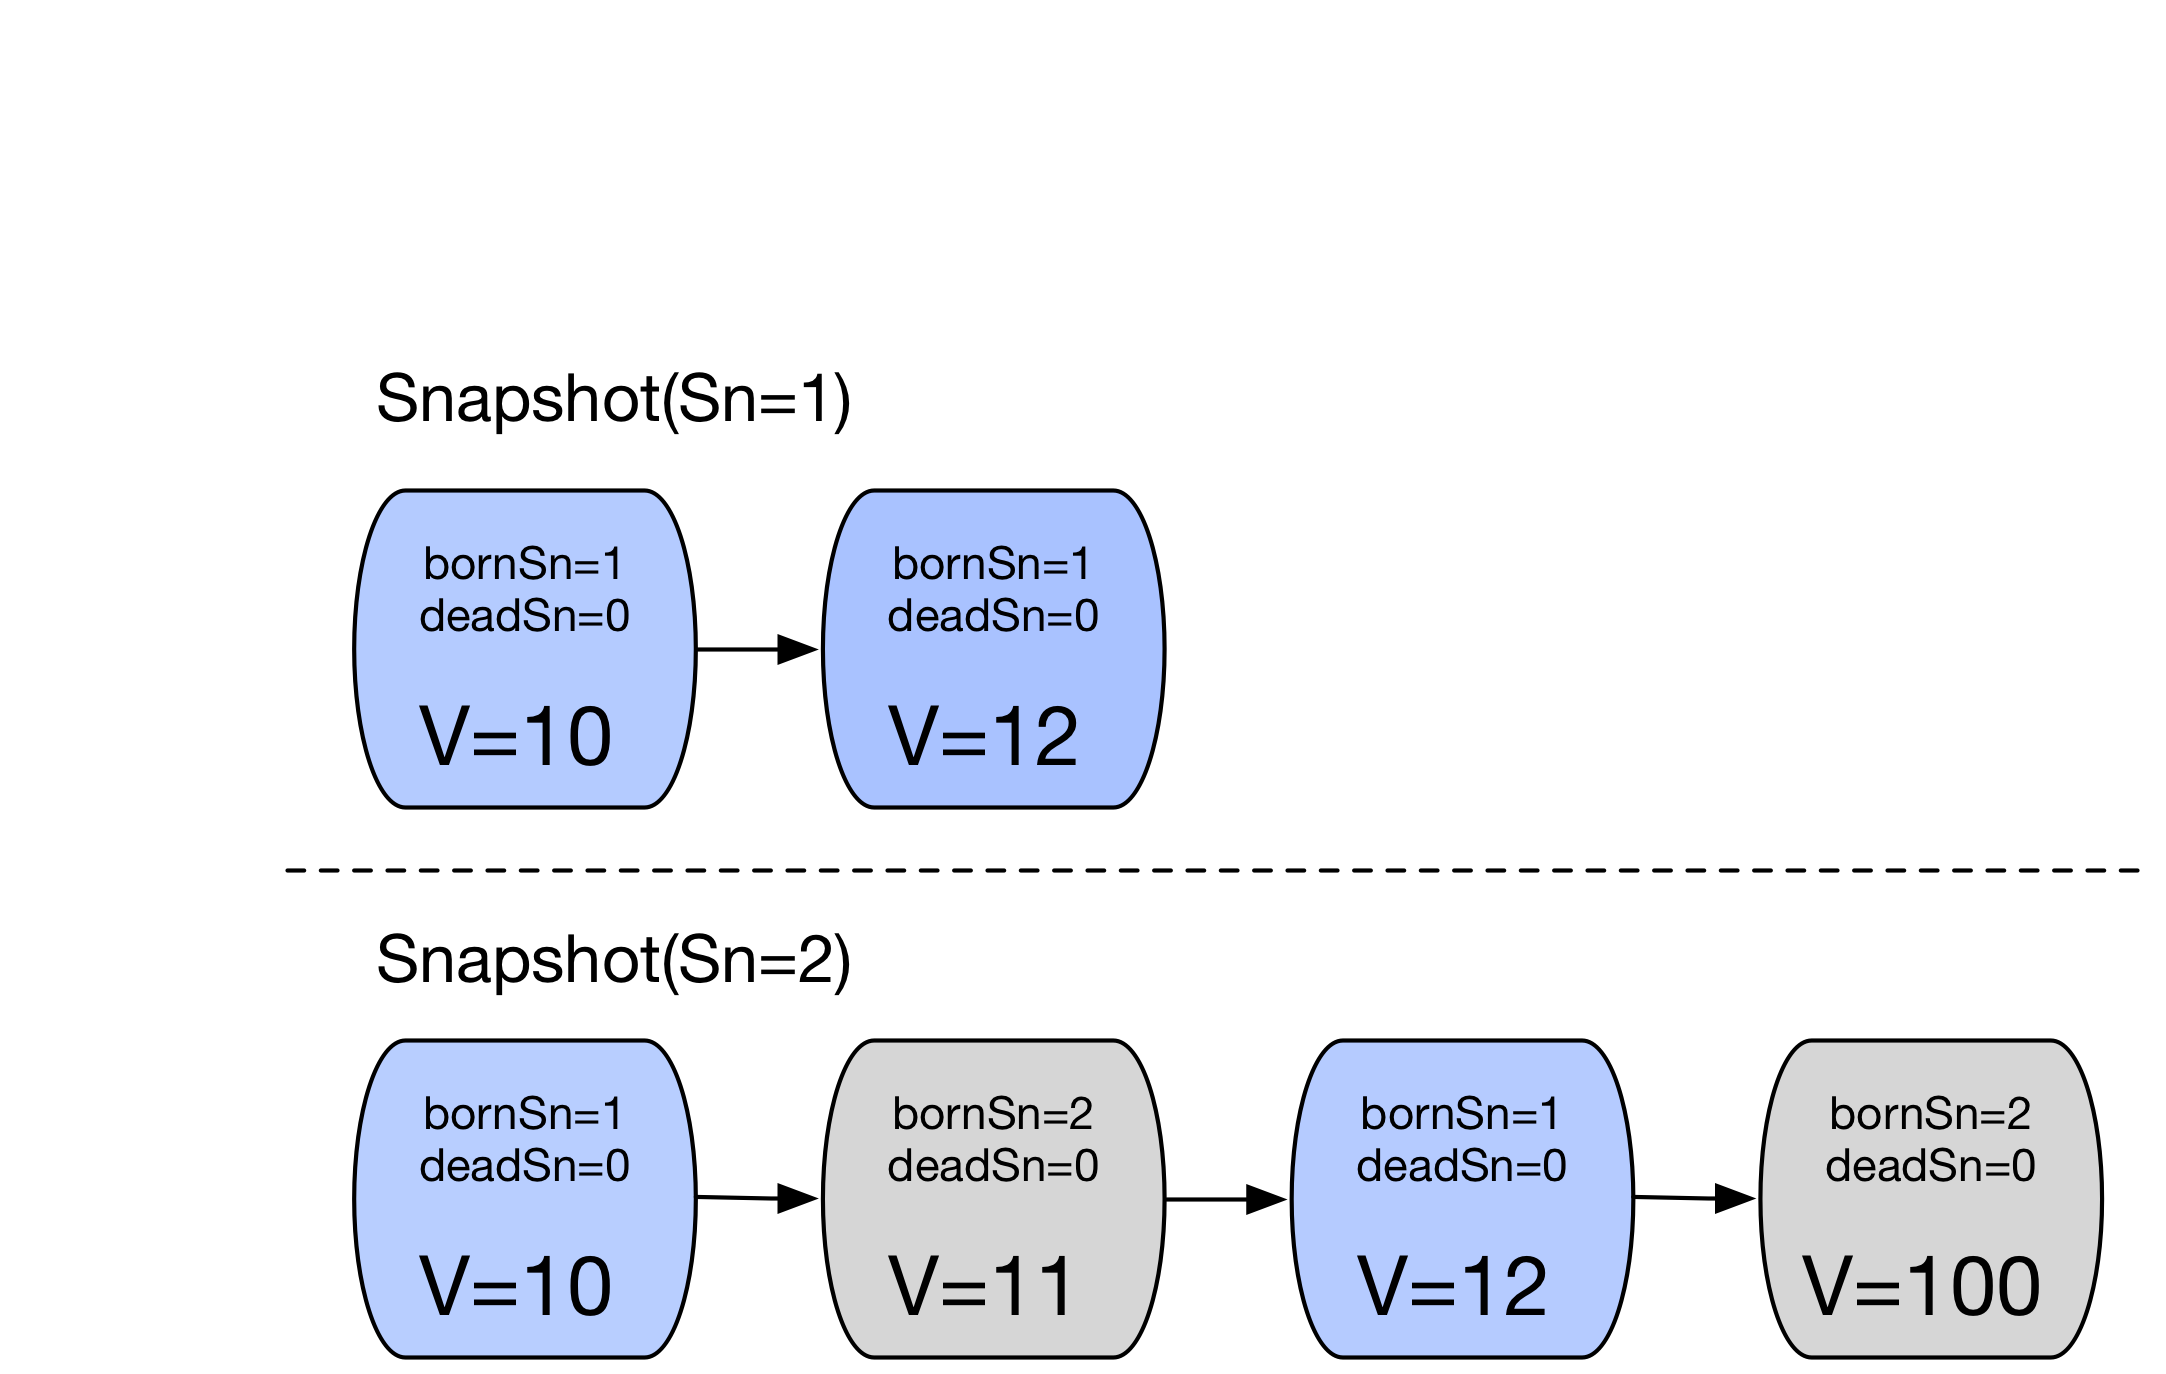 Snapshot(Sn=1)
bornSn=1
deadSn=0
V=10
bornSn=1
deadSn=0
V=12
Snapshot(Sn=2)
bornSn=1
deadSn=0
V=10
bornSn=2
deadSn=0
V=11
bornSn=1
deadSn=0
V=12
bornSn=2
deadSn=0
V=100